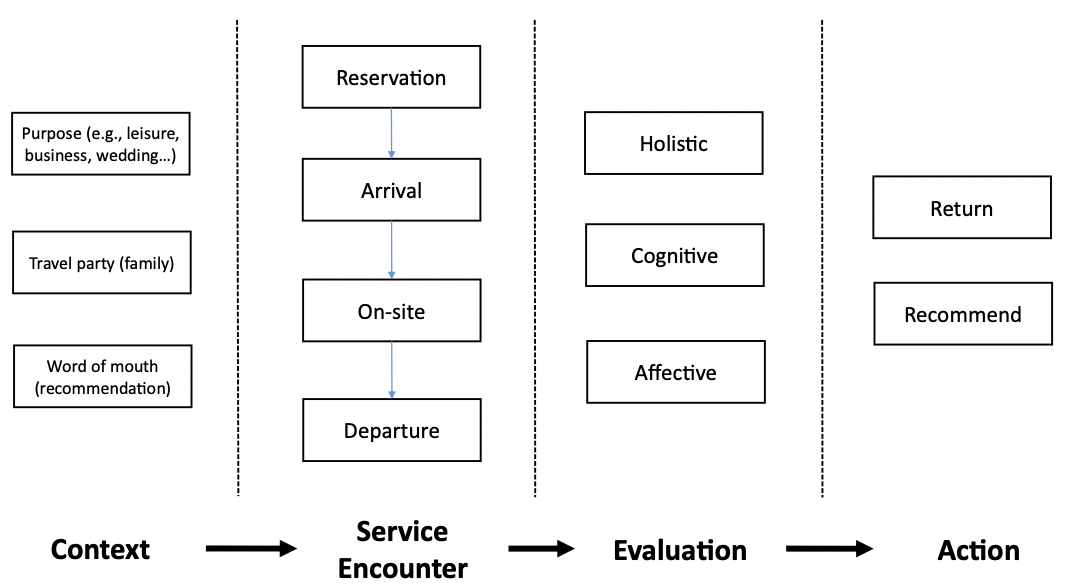 Purpose (e.g., leisure,
business, wedding...)
Travel party (family)
Word of mouth
(recommendation)
Reservation
Arrival
On-site
Departure
Holistic
Cognitive
Affective
Return
Recommend
Context
Service
Encounter
Evaluation
Action